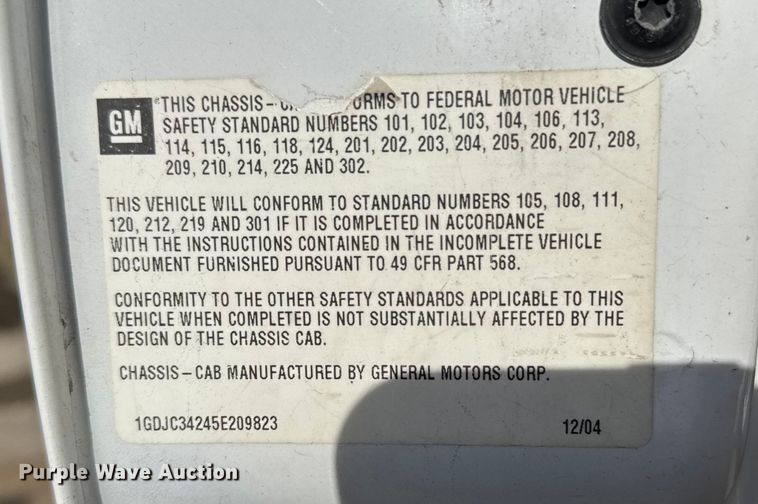 GM
*THIS CHASSIS- FORMS TO FEDERAL MOTOR VEHICLE
SAFETY STANDARD NUMBERS 101, 102, 103, 104, 106, 113,
114, 115, 116, 118, 124, 201, 202, 203, 204, 205, 206, 207, 208,
209, 210, 214, 225 AND 302.
THIS VEHICLE WILL CONFORM TO STANDARD NUMBERS 105, 108, 111,
120, 212, 219 AND 301 IF IT IS COMPLETED IN ACCORDANCE
WITH THE INSTRUCTIONS CONTAINED IN THE INCOMPLETE VEHICLE
DOCUMENT FURNISHED PURSUANT TO 49 CFR PART 568.
CONFORMITY TO THE OTHER SAFETY STANDARDS APPLICABLE TO THIS
VEHICLE WHEN COMPLETED IS NOT SUBSTANTIALLY AFFECTED BY THE
DESIGN OF THE CHASSIS CAB.
CHASSIS-CAB MANUFACTURED BY GENERAL MOTORS CORP.
1GDJC34245E209823 12/04
Purple Wave Auction